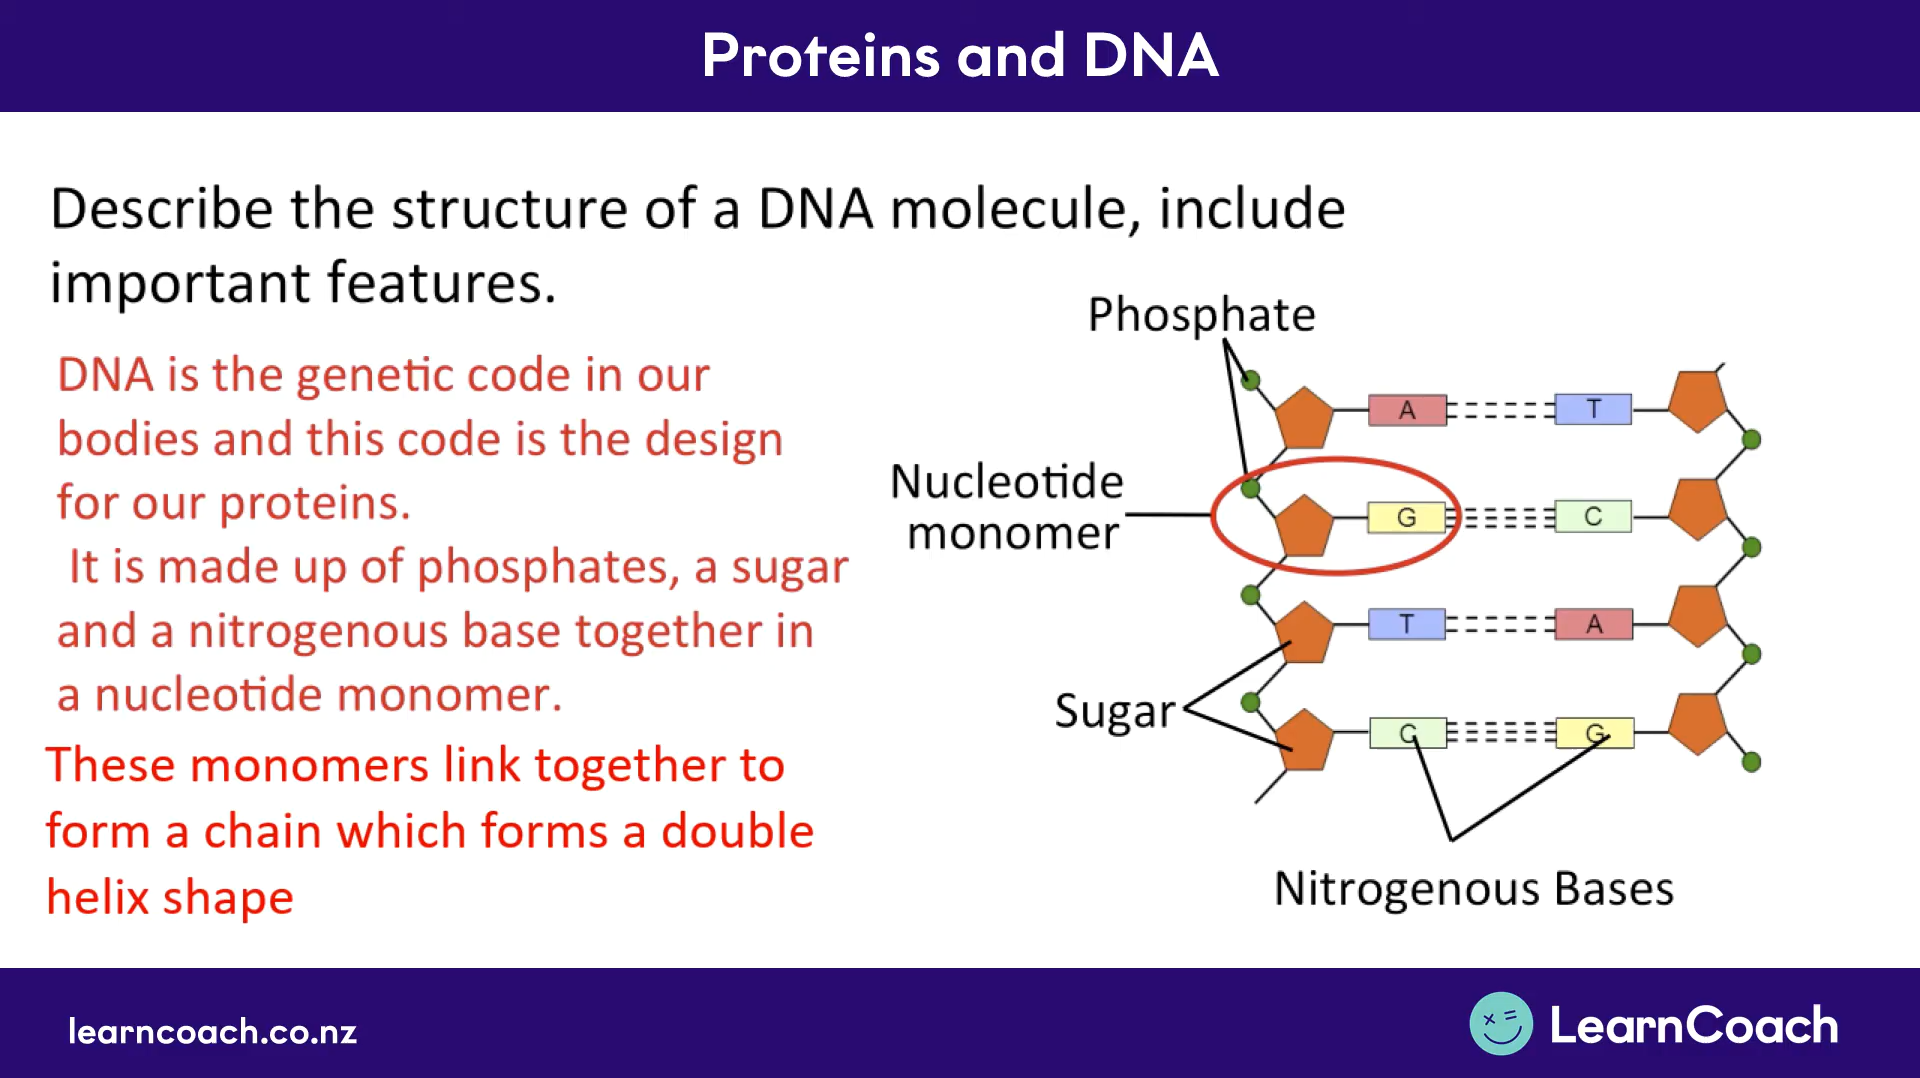 Proteins and DNA
Describe the structure of a DNA molecule, include
important features.
DNA is the genetic code in our
bodies and this code is the design
for our proteins.
It is made up of phosphates, a sugar
and a nitrogenous base together in
a nucleotide monomer.
These monomers link together to
form a chain which forms a double
helix shape
Phosphate
A T
Nucleotide
monomer
G C
T A
Sugar
C G
Nitrogenous Bases
learncoach.co.nz
LearnCoach